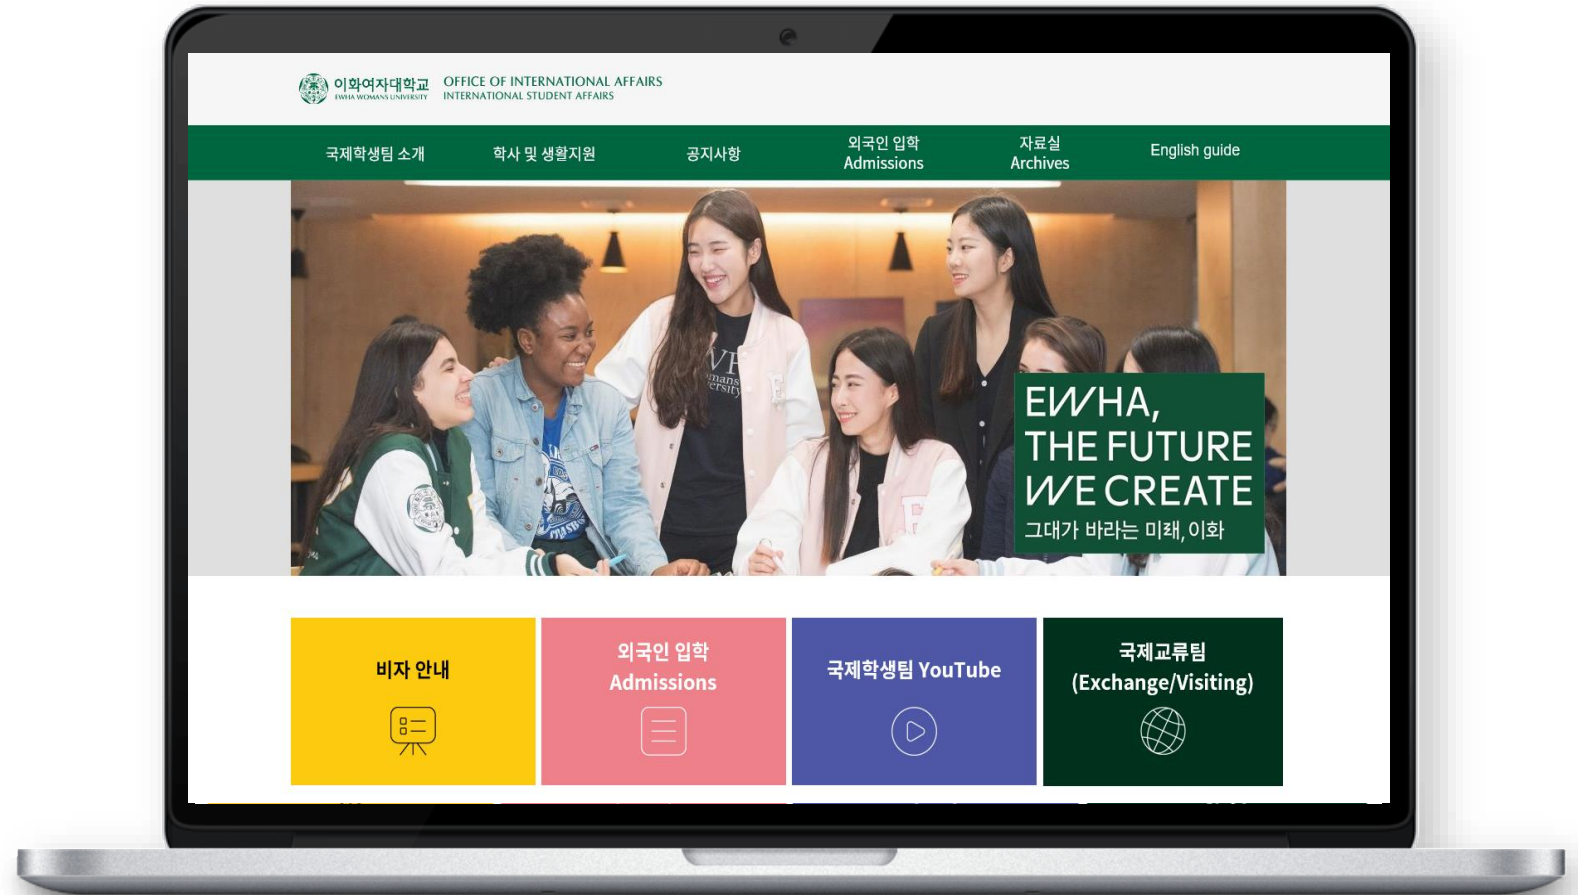 이화여자대학교
EWHA WOMANS UNIVERSITY
OFFICE OF INTERNATIONAL AFFAIRS
INTERNATIONAL STUDENT AFFAIRS
국제학생팀 소개
학사 및 생활지원
공지사항
외국인 입학
Admissions
자료실
Archives
English guide
EWHA,
THE FUTURE
WE CREATE
그대가 바라는 미래, 이화
비자 안내
외국인 입학
Admissions
국제학생팀 YouTube
국제교류팀
(Exchange/Visiting)